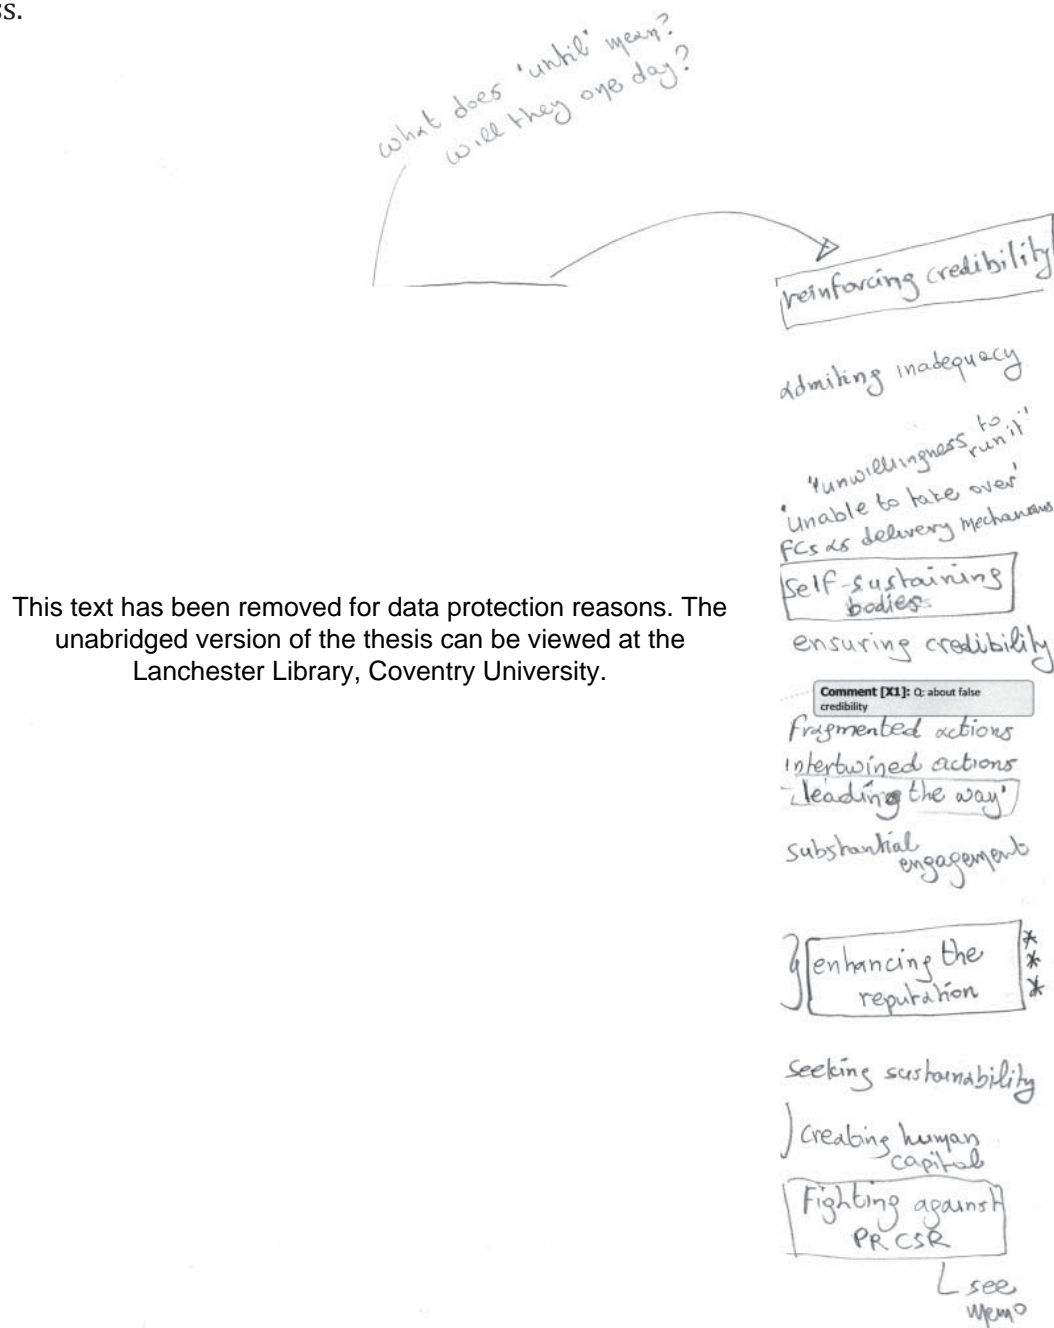 ss.
what does 'until' mean?
will they one day?
reinforcing credibility
admiting inadequacy
"unwillingness to
run it"
'unable to take over'
FCs as delivery mechanisms
This text has been removed for data protection reasons. The
unabridged version of the thesis can be viewed at the
Lanchester Library, Coventry University.
Self-sustaining
bodies
ensuring credibility
Comment [X1]: Q: about false
credibility
fragmented actions
intertwined actions
'leading the way'
substantial
engagement
enhancing the
reputation
***
seeking sustainability
creating human
capital
Fighting against
PR CSR
see
memo